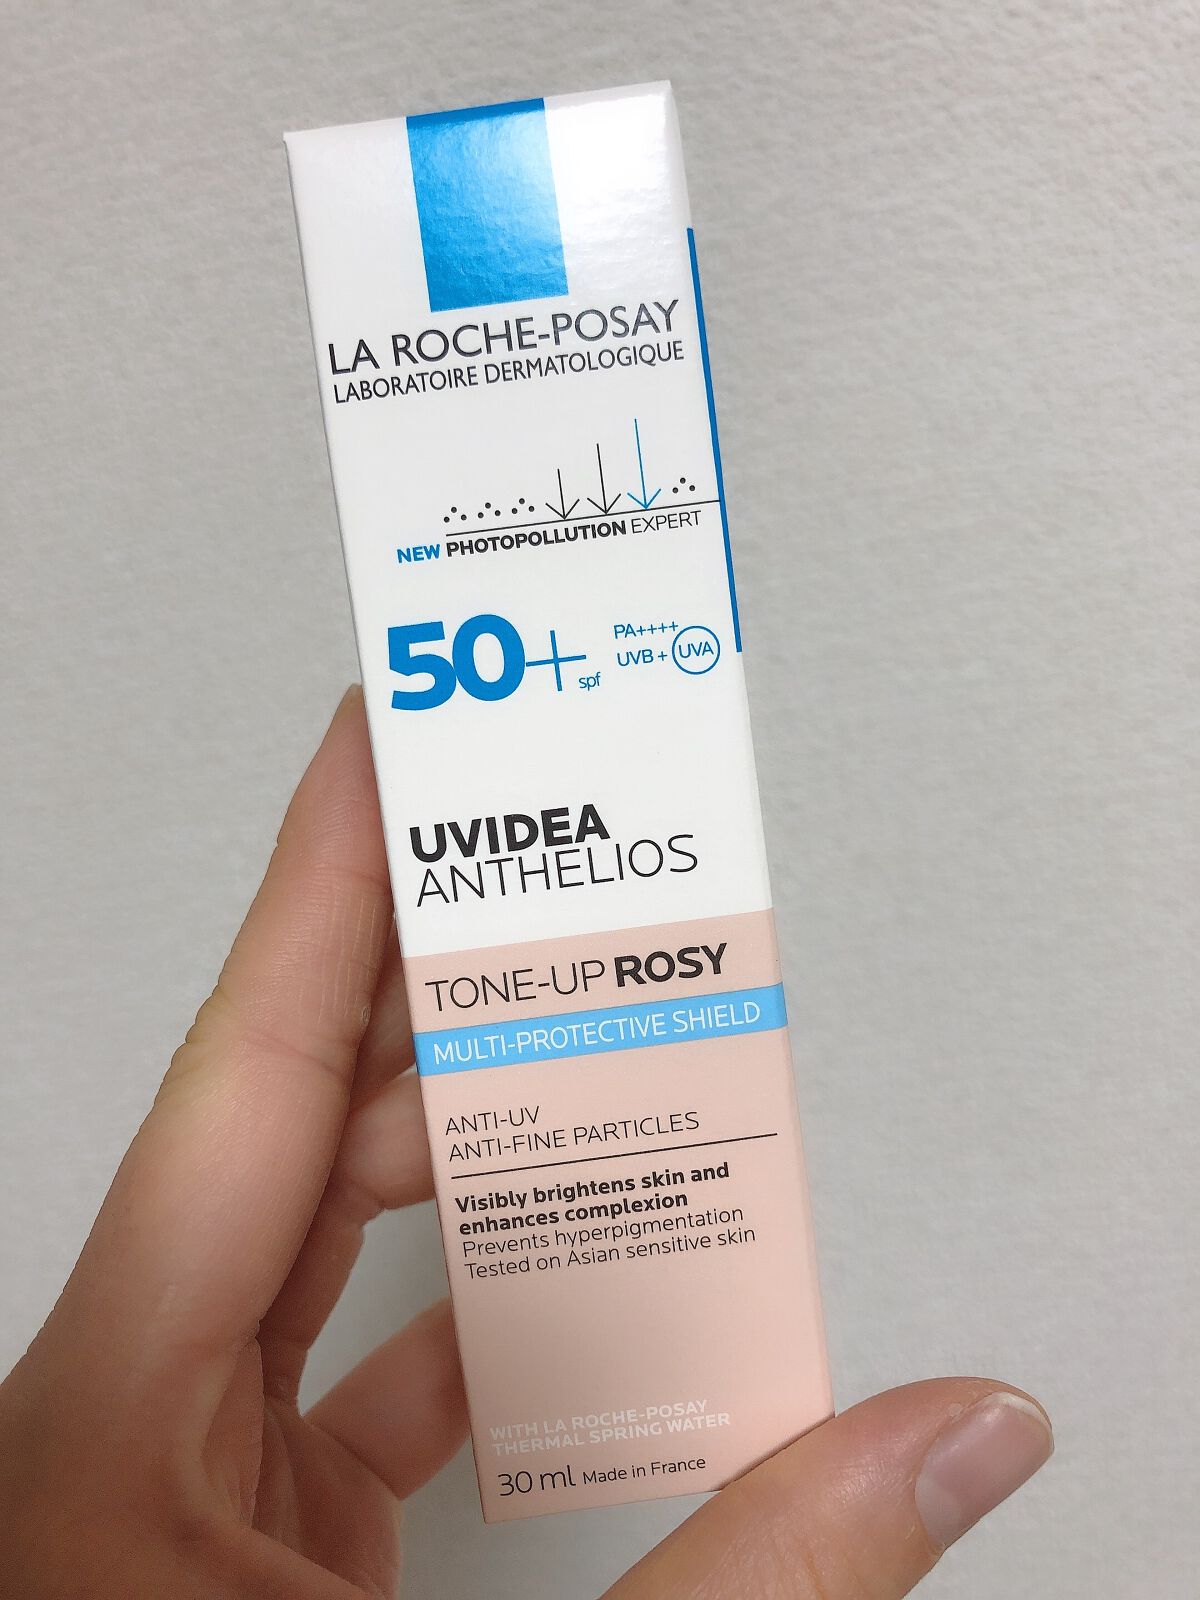 LA ROCHE-POSAY
LABORATOIRE DERMATOLOGIQUE
NEW PHOTOPOLLUTION EXPERT
50+ spf
PA++++
UVB + UVA
UVIDEA
ANTHELIOS
TONE-UP ROSY
MULTI-PROTECTIVE SHIELD
ANTI-UV
ANTI-FINE PARTICLES
Visibly brightens skin and
enhances complexion
Prevents hyperpigmentation
Tested on Asian sensitive skin
WITH LA ROCHE-POSAY
THERMAL SPRING WATER
30 ml Made in France